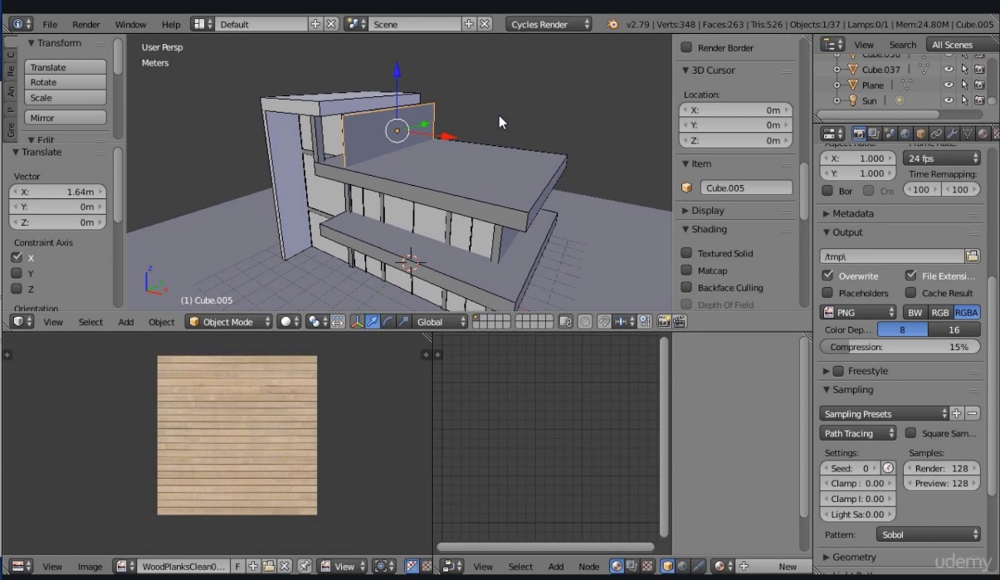 File Render Window Help Default Scene Cycles Render v2.79 | Verts:348 | Faces:263 | Tris:526 | Objects:1/37 | Lamps:0/1 | Mem:24.80M | Cube.005
Transform
Translate
Rotate
Scale
Mirror
Edit
Translate
Vector
X: 1.64m
Y: 0m
Z: 0m
Constraint Axis
X
Y
Z
Orientation
C
Re
An
P.
Gre
User Persp
Meters
(1) Cube.005
View Select Add Object Object Mode Global
Render Border
3D Cursor
Location:
X: 0m
Y: 0m
Z: 0m
Item
Cube.005
Display
Shading
Textured Solid
Matcap
Backface Culling
Depth Of Field
View Search All Scenes
Cube.036
Cube.037
Plane
Sun
Aspect Ratio: Frame Rate:
X: 1.000 24 fps
Y: 1.000 Time Remapping:
Bor Cro 100 100
Metadata
Output
/tmp\
Overwrite File Extensi...
Placeholders Cache Result
PNG BW RGB RGBA
Color Dep... 8 16
Compression: 15%
Freestyle
Sampling
Sampling Presets
Path Tracing Square Sam...
Settings: Samples:
Seed: 0 Render: 128
Clamp : 0.00 Preview: 128
Clamp I: 0.00
Light Sa:0.00
Pattern: Sobol
Geometry
View Image WoodPlanksClean0... F View
View Select Add Node New
udemy